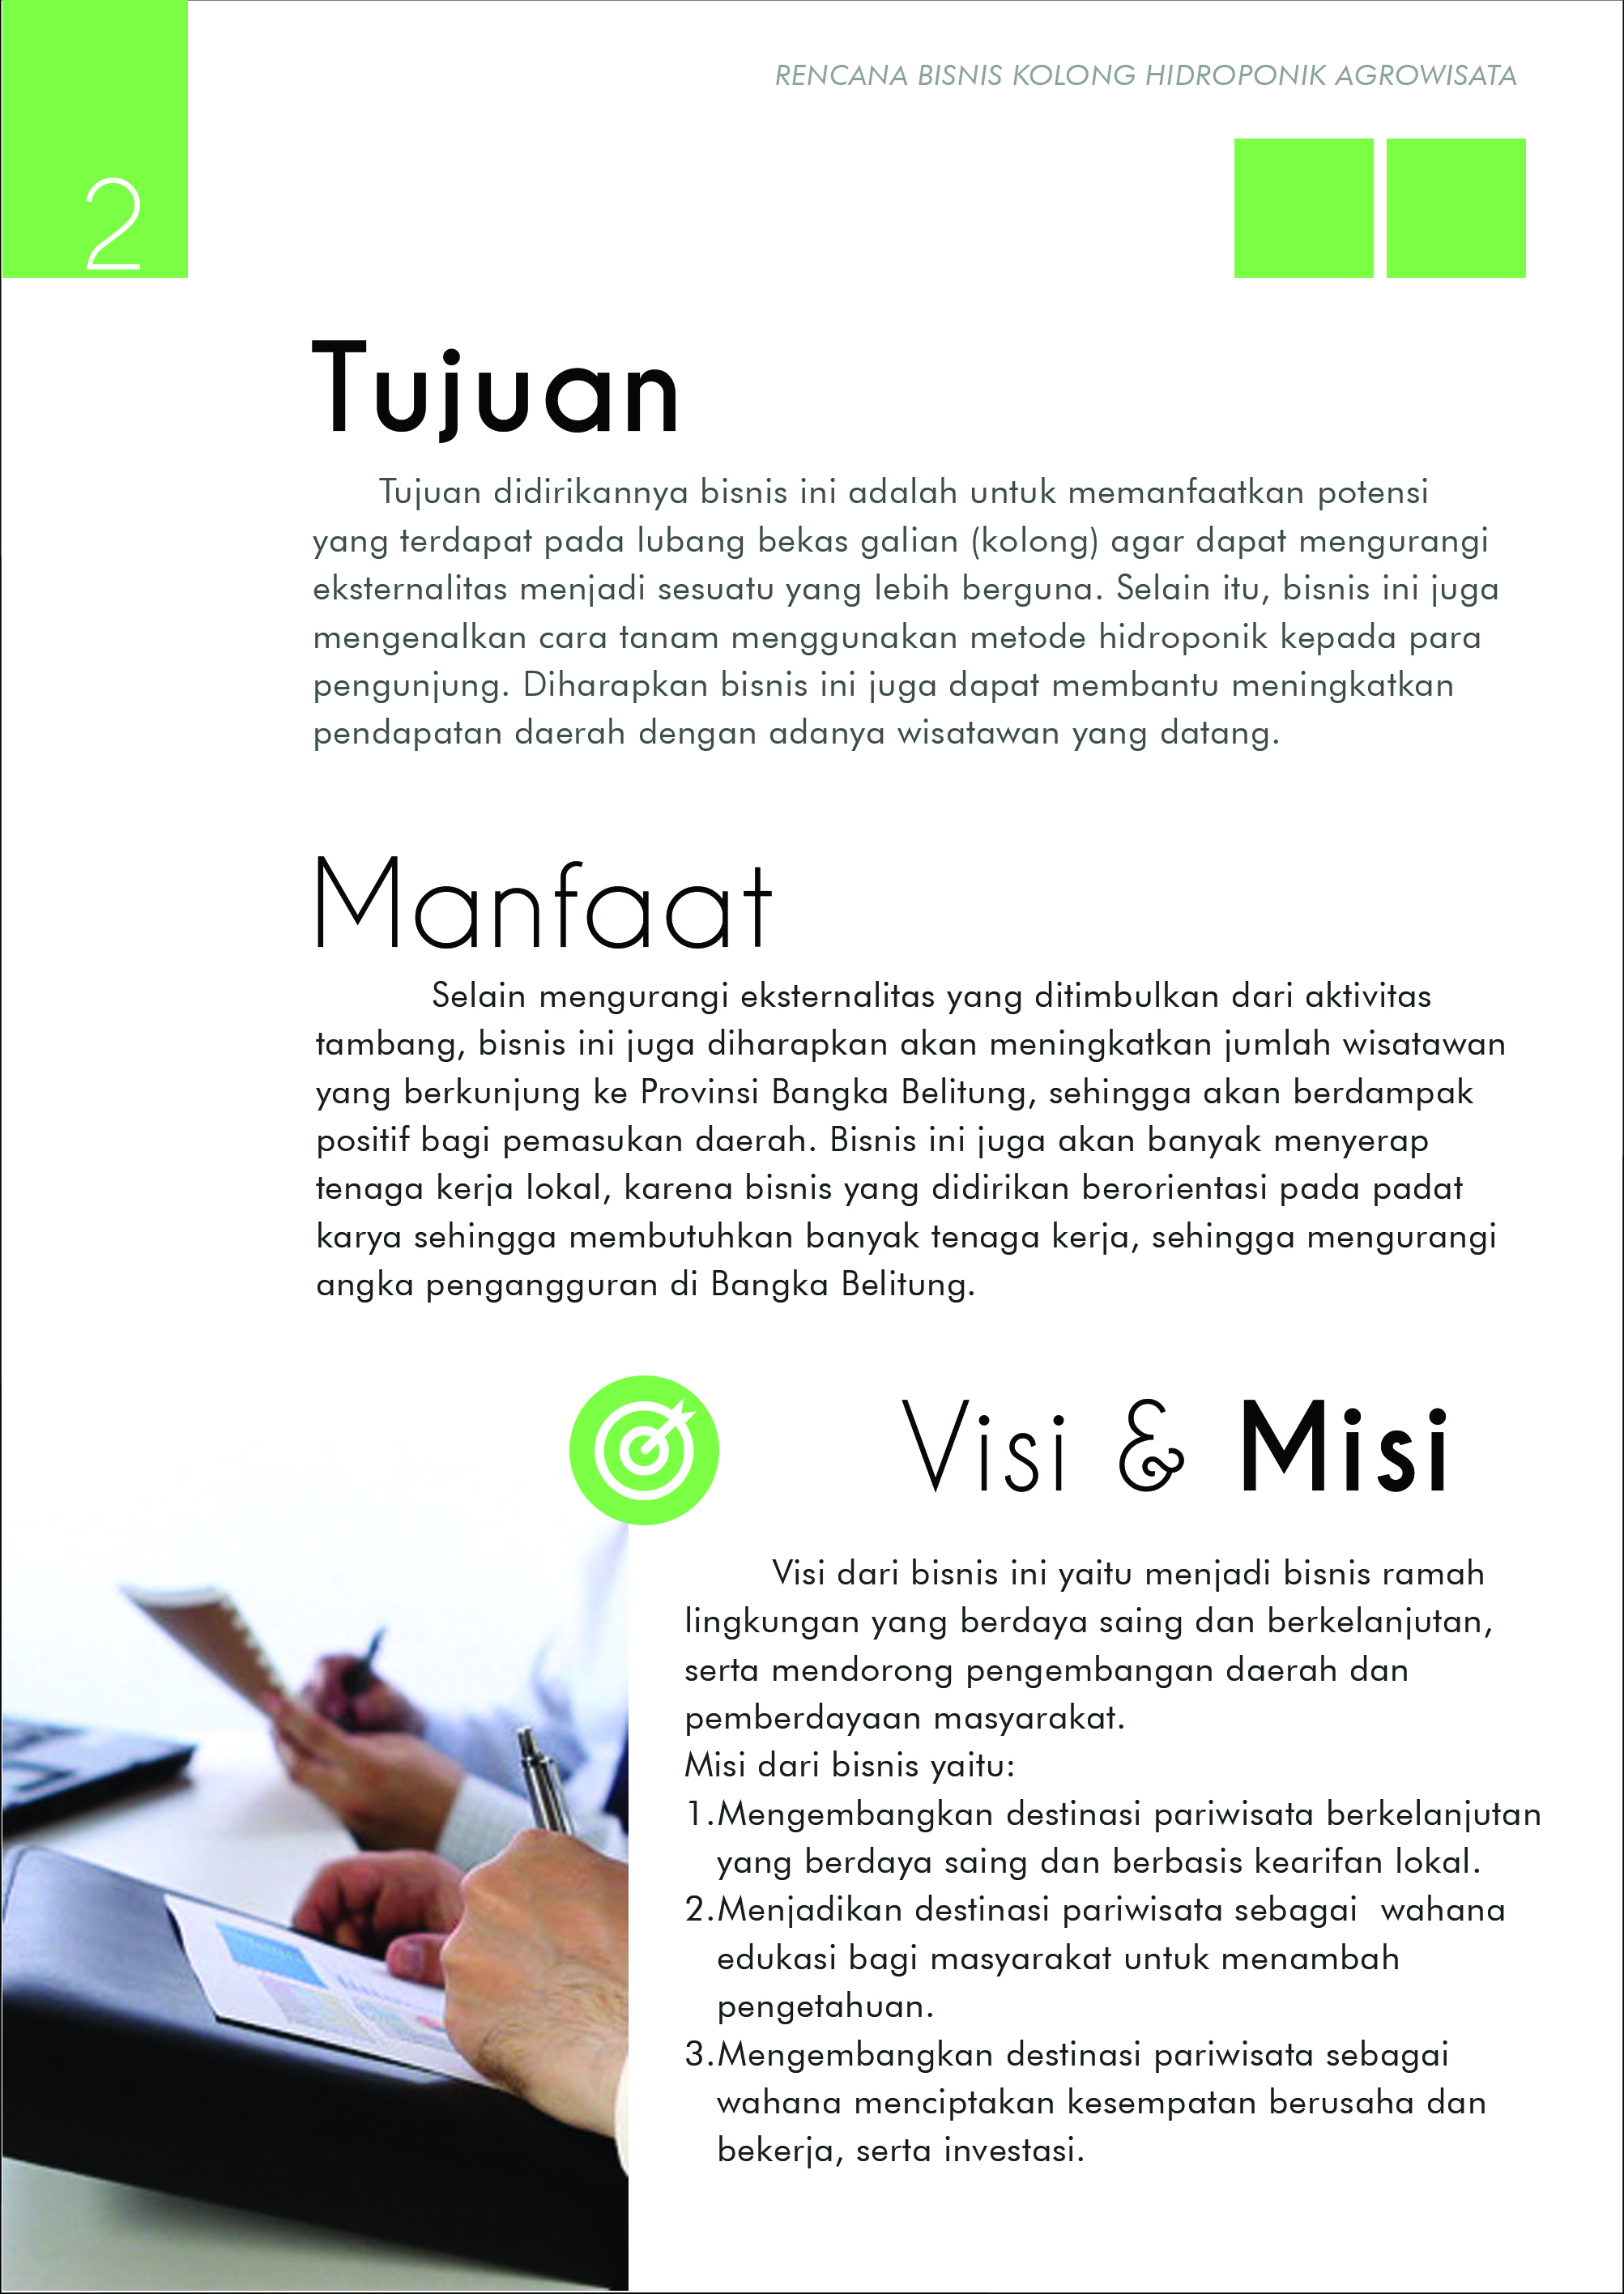 RENCANA BISNIS KOLONG HIDROPONIK AGROWISATA
2
Tujuan
Tujuan didirikannya bisnis ini adalah untuk memanfaatkan potensi
yang terdapat pada lubang bekas galian (kolong) agar dapat mengurangi
eksternalitas menjadi sesuatu yang lebih berguna. Selain itu, bisnis ini juga
mengenalkan cara tanam menggunakan metode hidroponik kepada para
pengunjung. Diharapkan bisnis ini juga dapat membantu meningkatkan
pendapatan daerah dengan adanya wisatawan yang datang.
Manfaat
Selain mengurangi eksternalitas yang ditimbulkan dari aktivitas
tambang, bisnis ini juga diharapkan akan meningkatkan jumlah wisatawan
yang berkunjung ke Provinsi Bangka Belitung, sehingga akan berdampak
positif bagi pemasukan daerah. Bisnis ini juga akan banyak menyerap
tenaga kerja lokal, karena bisnis yang didirikan berorientasi pada padat
karya sehingga membutuhkan banyak tenaga kerja, sehingga mengurangi
angka pengangguran di Bangka Belitung.
Visi & Misi
Visi dari bisnis ini yaitu menjadi bisnis ramah
lingkungan yang berdaya saing dan berkelanjutan,
serta mendorong pengembangan daerah dan
pemberdayaan masyarakat.
Misi dari bisnis yaitu:
1.Mengembangkan destinasi pariwisata berkelanjutan
yang berdaya saing dan berbasis kearifan lokal.
2.Menjadikan destinasi pariwisata sebagai  wahana
edukasi bagi masyarakat untuk menambah
pengetahuan.
3.Mengembangkan destinasi pariwisata sebagai
wahana menciptakan kesempatan berusaha dan
bekerja, serta investasi.